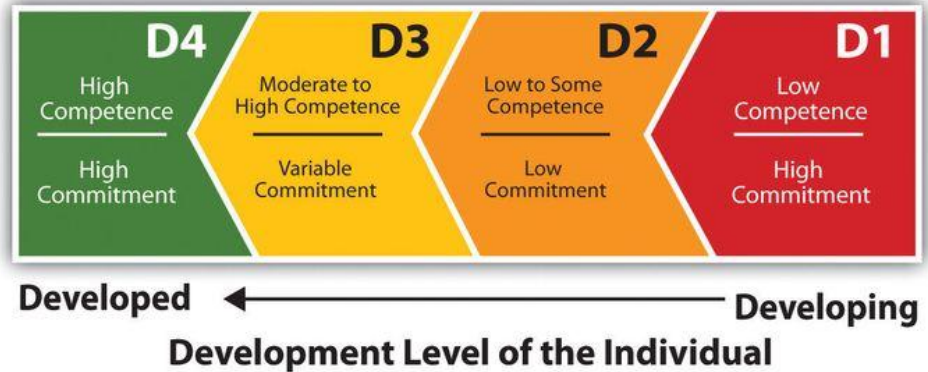 D4
High
Competence
High
Commitment
D3
Moderate to
High Competence
Variable
Commitment
D2
Low to Some
Competence
Low
Commitment
D1
Low
Competence
High
Commitment
Developed
Developing
Development Level of the Individual